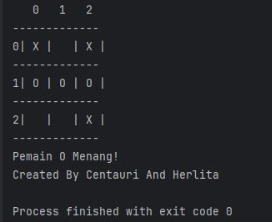 0   1   2
-------------
0| X |   | X |
-------------
1| O | O | O |
-------------
2|   |   | X |
-------------
Pemain O Menang!
Created By Centauri And Herlita
Process finished with exit code 0